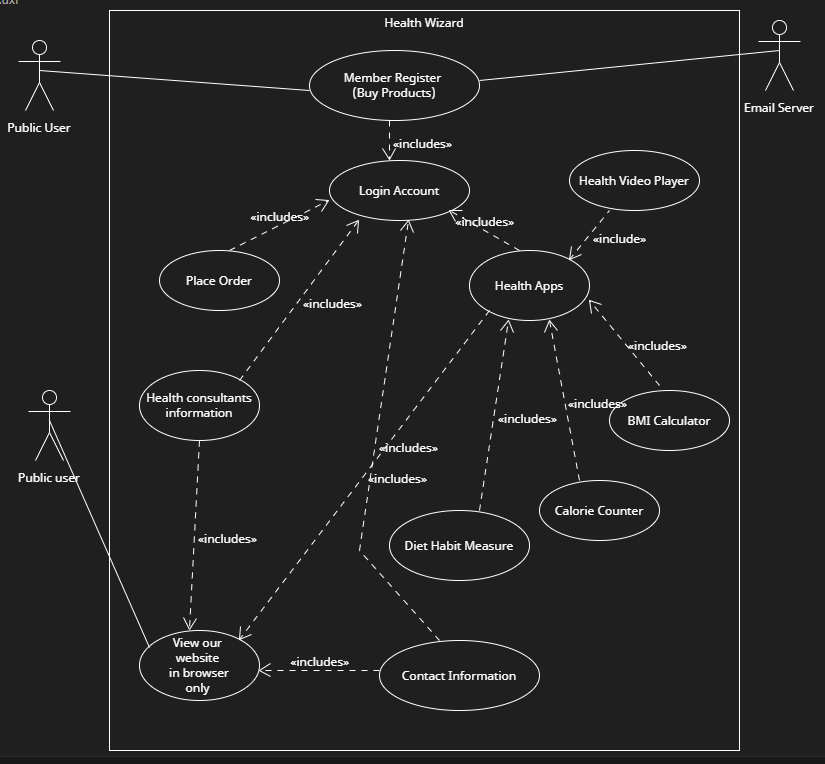 Health Wizard
Member Register
(Buy Products)
Public User
Email Server
«includes»
Login Account
Health Video Player
«includes»
«includes»
«include»
Place Order
Health Apps
«includes»
«includes»
Health consultants
information
«includes»
«includes»
BMI Calculator
«includes»
Public user
«includes»
Calorie Counter
«includes»
Diet Habit Measure
View our
website
in browser
only
«includes»
Contact Information